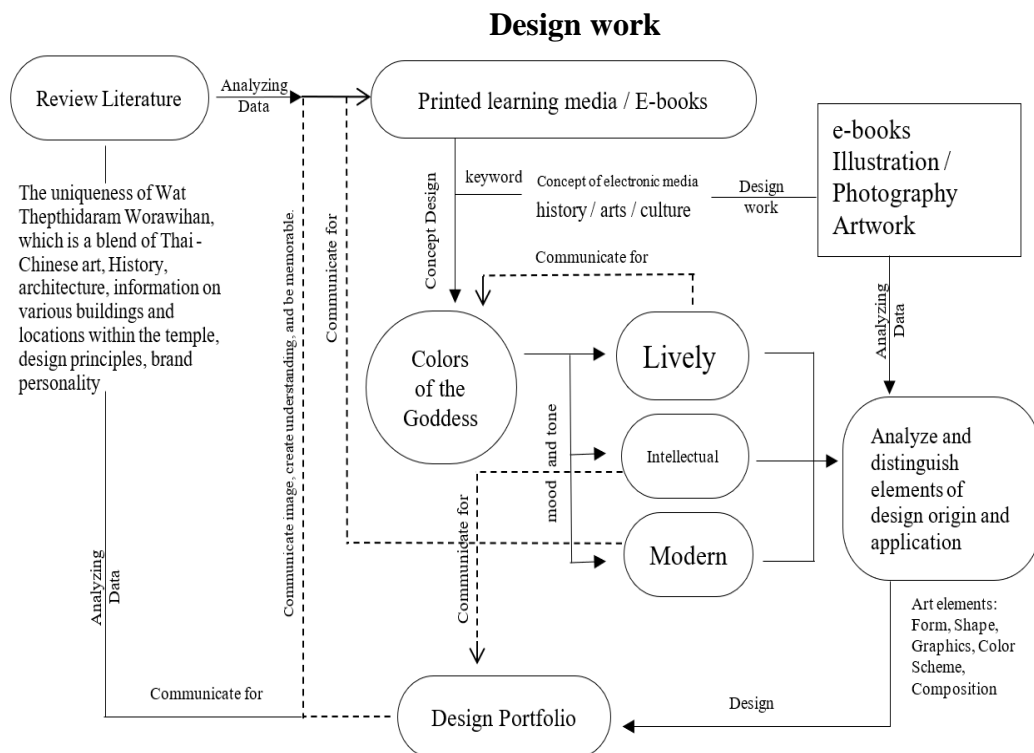 Design work
Review Literature
Analyzing
Data
Printed learning media / E-books
The uniqueness of Wat
Thepthidaram Worawihan,
which is a blend of Thai -
Chinese art, History,
architecture, information on
various buildings and
locations within the temple,
design principles, brand
personality
Analyzing
Data
Communicate image, create understanding, and be memorable.
Communicate for
Concept Design
keyword
Concept of electronic media
history / arts / culture
Design
work
e-books
Illustration /
Photography
Artwork
Analyzing
Data
Communicate for
Colors
of the
Goddess
mood and tone
Lively
Intellectual
Modern
Analyze and
distinguish
elements of
design origin and
application
Communicate for
Art elements:
Form, Shape,
Graphics, Color
Scheme,
Composition
Communicate for
Design Portfolio
Design